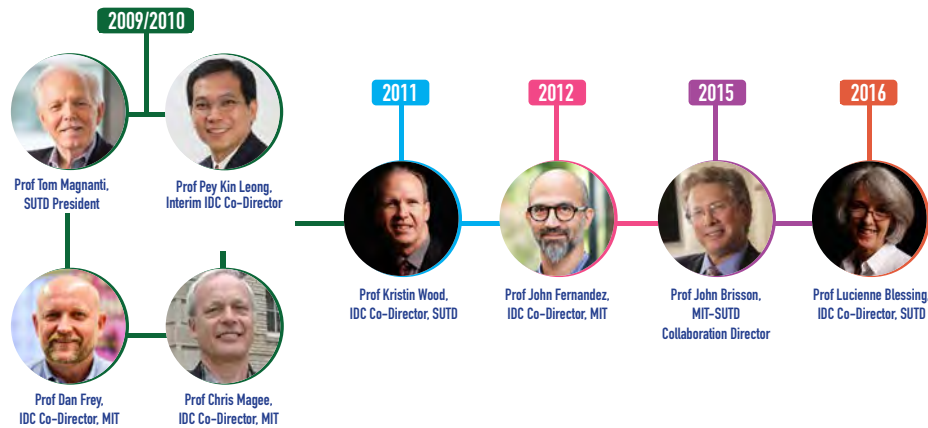 2009/2010
Prof Tom Magnanti,
SUTD President
Prof Pey Kin Leong,
Interim IDC Co-Director
Prof Dan Frey,
IDC Co-Director, MIT
Prof Chris Magee,
IDC Co-Director, MIT
2011
Prof Kristin Wood,
IDC Co-Director, SUTD
2012
Prof John Fernandez,
IDC Co-Director, MIT
2015
Prof John Brisson,
MIT-SUTD
Collaboration Director
2016
Prof Lucienne Blessing,
IDC Co-Director, SUTD